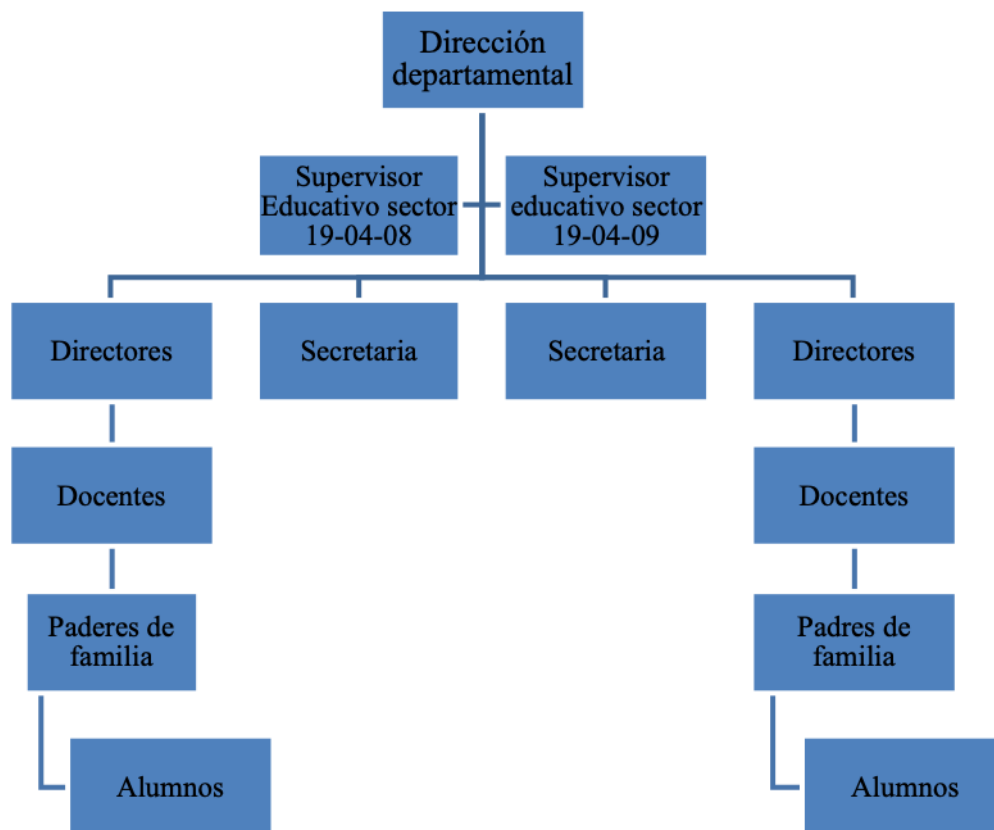 Dirección
departamental
Supervisor
Educativo sector
19-04-08
Supervisor
educativo sector
19-04-09
Directores
Secretaria
Secretaria
Directores
Docentes
Docentes
Paderes de
familia
Padres de
familia
Alumnos
Alumnos